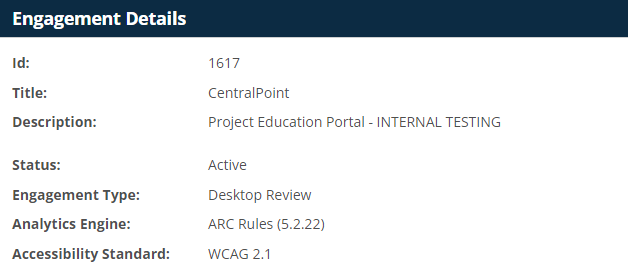 Engagement Details
Id: 1617
Title: CentralPoint
Description: Project Education Portal - INTERNAL TESTING
Status: Active
Engagement Type: Desktop Review
Analytics Engine: ARC Rules (5.2.22)
Accessibility Standard: WCAG 2.1